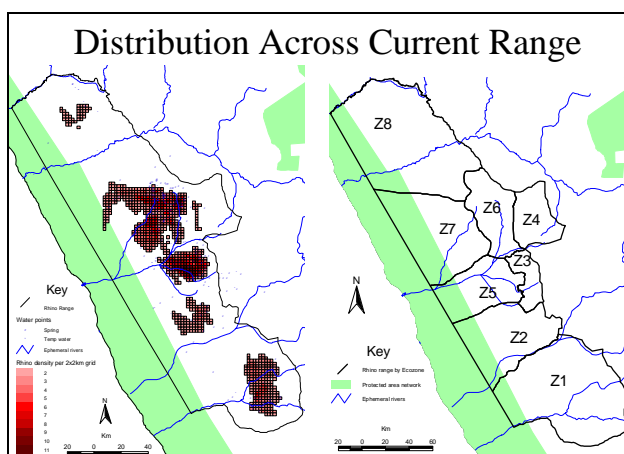 Distribution Across Current Range
Key
Rhino Range
Water points
Spring
Temp water
Ephemeral rivers
Rhino density per 2x2km grid
2
3
4
5
6
7
8
9
10
11
N
Km
20 0 20 40
Z8
Z6
Z4
Z7
Z3
Z5
Z2
Z1
N
Key
Rhino range by Ecozone
Protected area network
Ephemeral rivers
Km
20 0 20 40 60